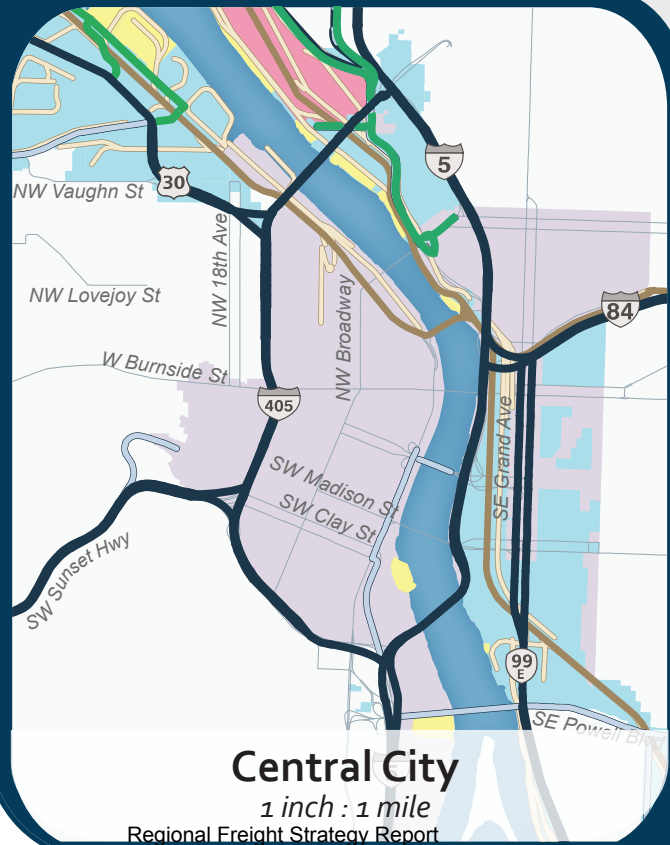 5
30
NW Vaughn St
NW 18th Ave
NW Lovejoy St
84
NW Broadway
W Burnside St
405
SE Grand Ave
SW Madison St
SW Clay St
SW Sunset Hwy
99
E
SE Powell Blvd
Central City
1 inch : 1 mile
Regional Freight Strategy Report